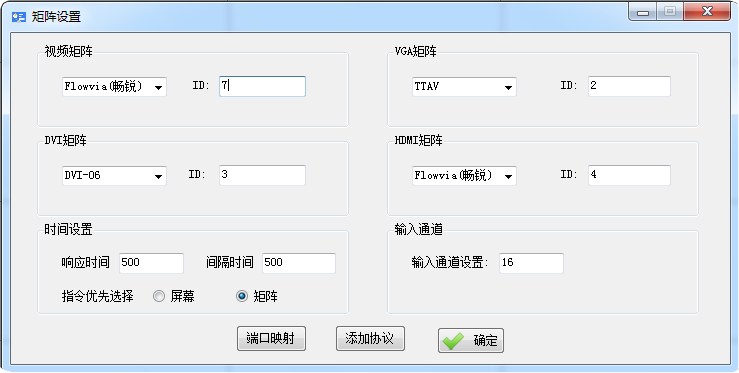 矩阵设置
视频矩阵
Flowvia(畅锐) ID: 7
VGA矩阵
TTAV ID: 2
DVI矩阵
DVI-06 ID: 3
HDMI矩阵
Flowvia(畅锐) ID: 4
时间设置
响应时间 500 间隔时间 500
指令优先选择 屏幕 矩阵
输入通道
输入通道设置: 16
端口映射 添加协议 确定